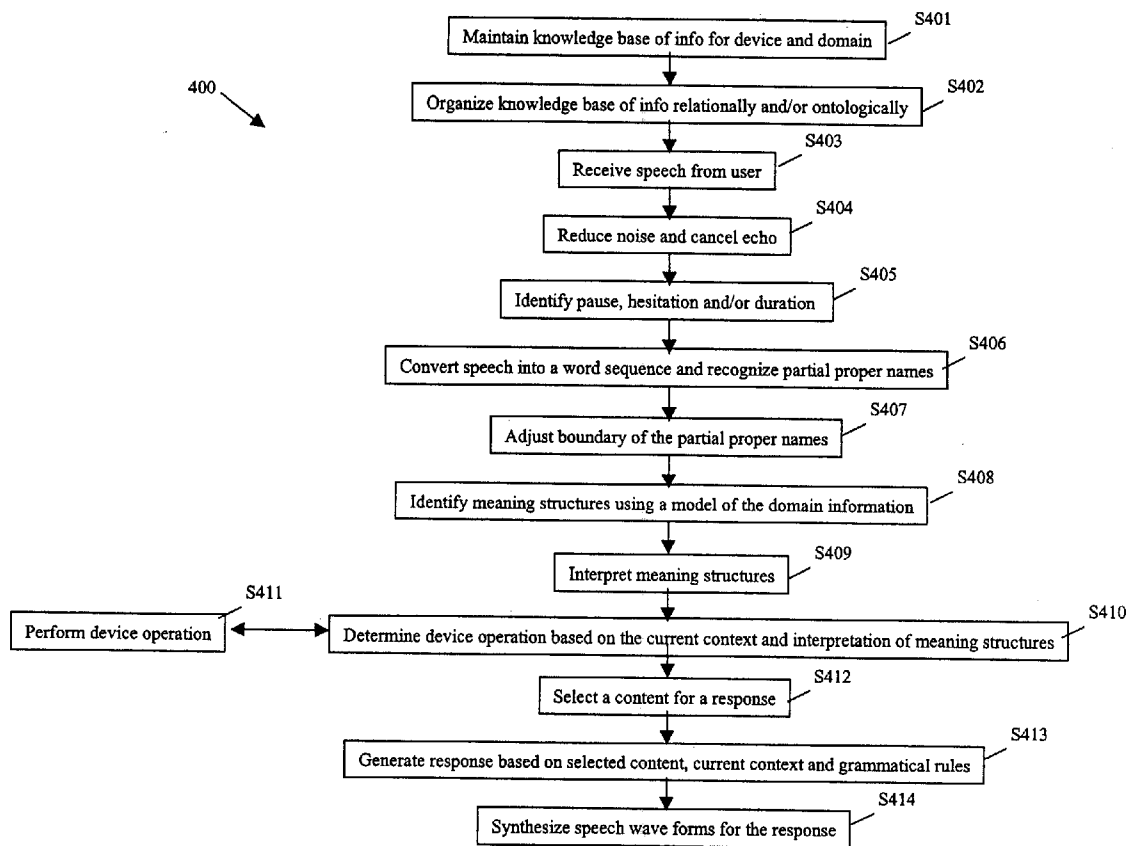 S401
Maintain knowledge base of info for device and domain
400
S402
Organize knowledge base of info relationally and/or ontologically
S403
Receive speech from user
S404
Reduce noise and cancel echo
S405
Identify pause, hesitation and/or duration
S406
Convert speech into a word sequence and recognize partial proper names
S407
Adjust boundary of the partial proper names
S408
Identify meaning structures using a model of the domain information
S409
Interpret meaning structures
S411
Perform device operation
S410
Determine device operation based on the current context and interpretation of meaning structures
S412
Select a content for a response
S413
Generate response based on selected content, current context and grammatical rules
S414
Synthesize speech wave forms for the response